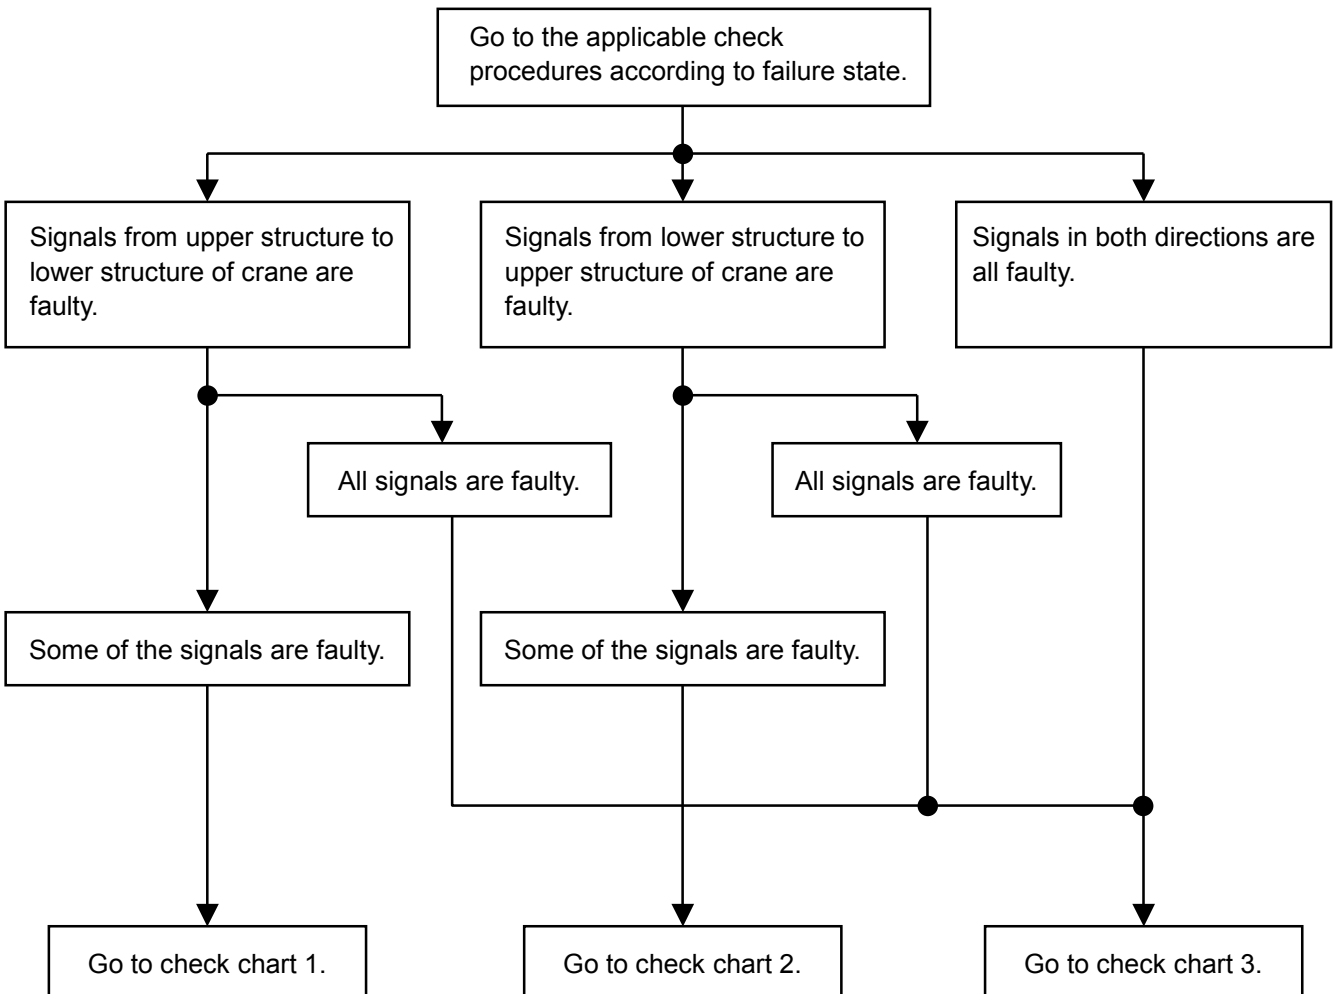 Go to the applicable check
procedures according to failure state.
Signals from upper structure to
lower structure of crane are
faulty.
Signals from lower structure to
upper structure of crane are
faulty.
Signals in both directions are
all faulty.
All signals are faulty.
All signals are faulty.
Some of the signals are faulty.
Some of the signals are faulty.
Go to check chart 1.
Go to check chart 2.
Go to check chart 3.